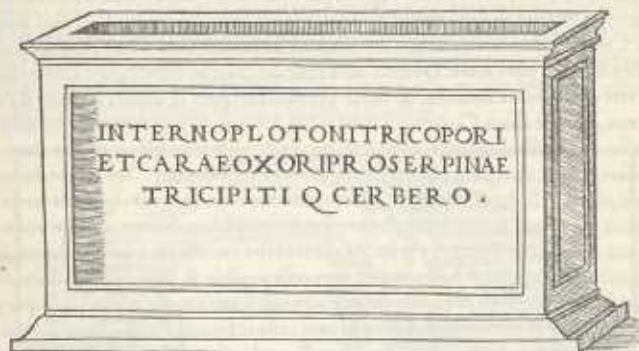 INTERNOPLOTONITRICOPORI
ETCARAEOXORIPROSERPINAE
TRICIPITI Q CERBERO .